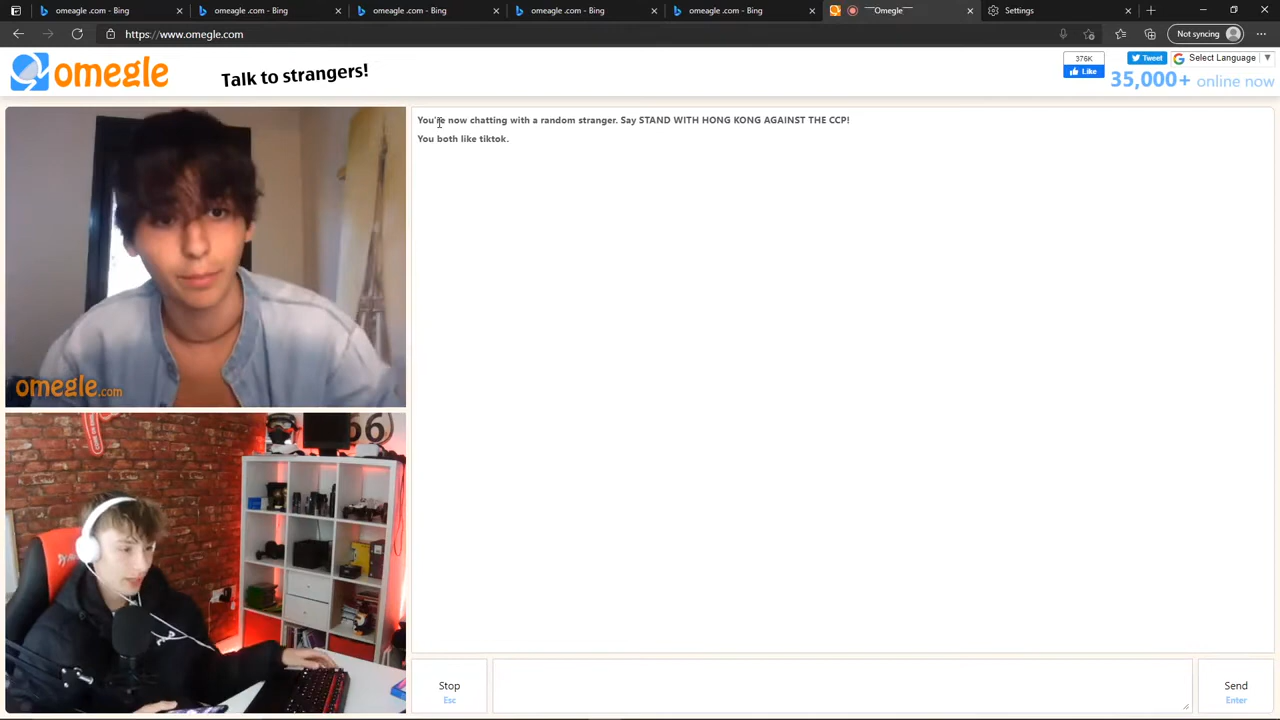 omegle .com - Bing
omegle .com - Bing
omegle .com - Bing
omegle .com - Bing
omegle .com - Bing
Omegle
Settings
https://www.omegle.com
Not syncing
omegle
Talk to strangers!
376K
Like
Tweet
Select Language
35,000+ online now
You're now chatting with a random stranger. Say STAND WITH HONG KONG AGAINST THE CCP!
You both like tiktok.
omegle.com
66
Stop
Esc
Send
Enter